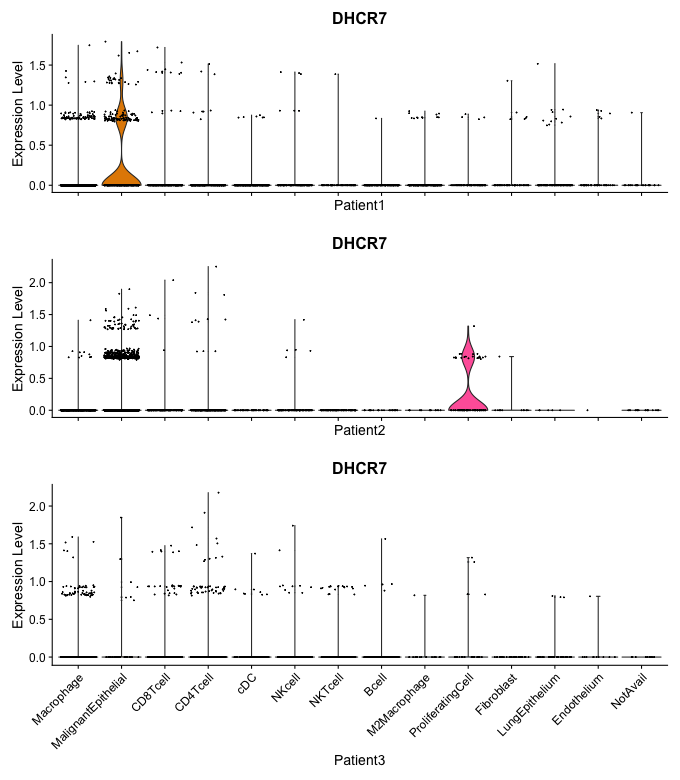 DHCR7
Expression Level
1.5
1.0
0.5
0.0
Patient1
DHCR7
Expression Level
2.0
1.5
1.0
0.5
0.0
Patient2
DHCR7
Expression Level
2.0
1.5
1.0
0.5
0.0
Macrophage
MalignantEpithelial
CD8Tcell
CD4Tcell
cDC
NKcell
NKTcell
Bcell
M2Macrophage
ProliferatingCell
Fibroblast
LungEpithelium
Endothelium
NotAvail
Patient3